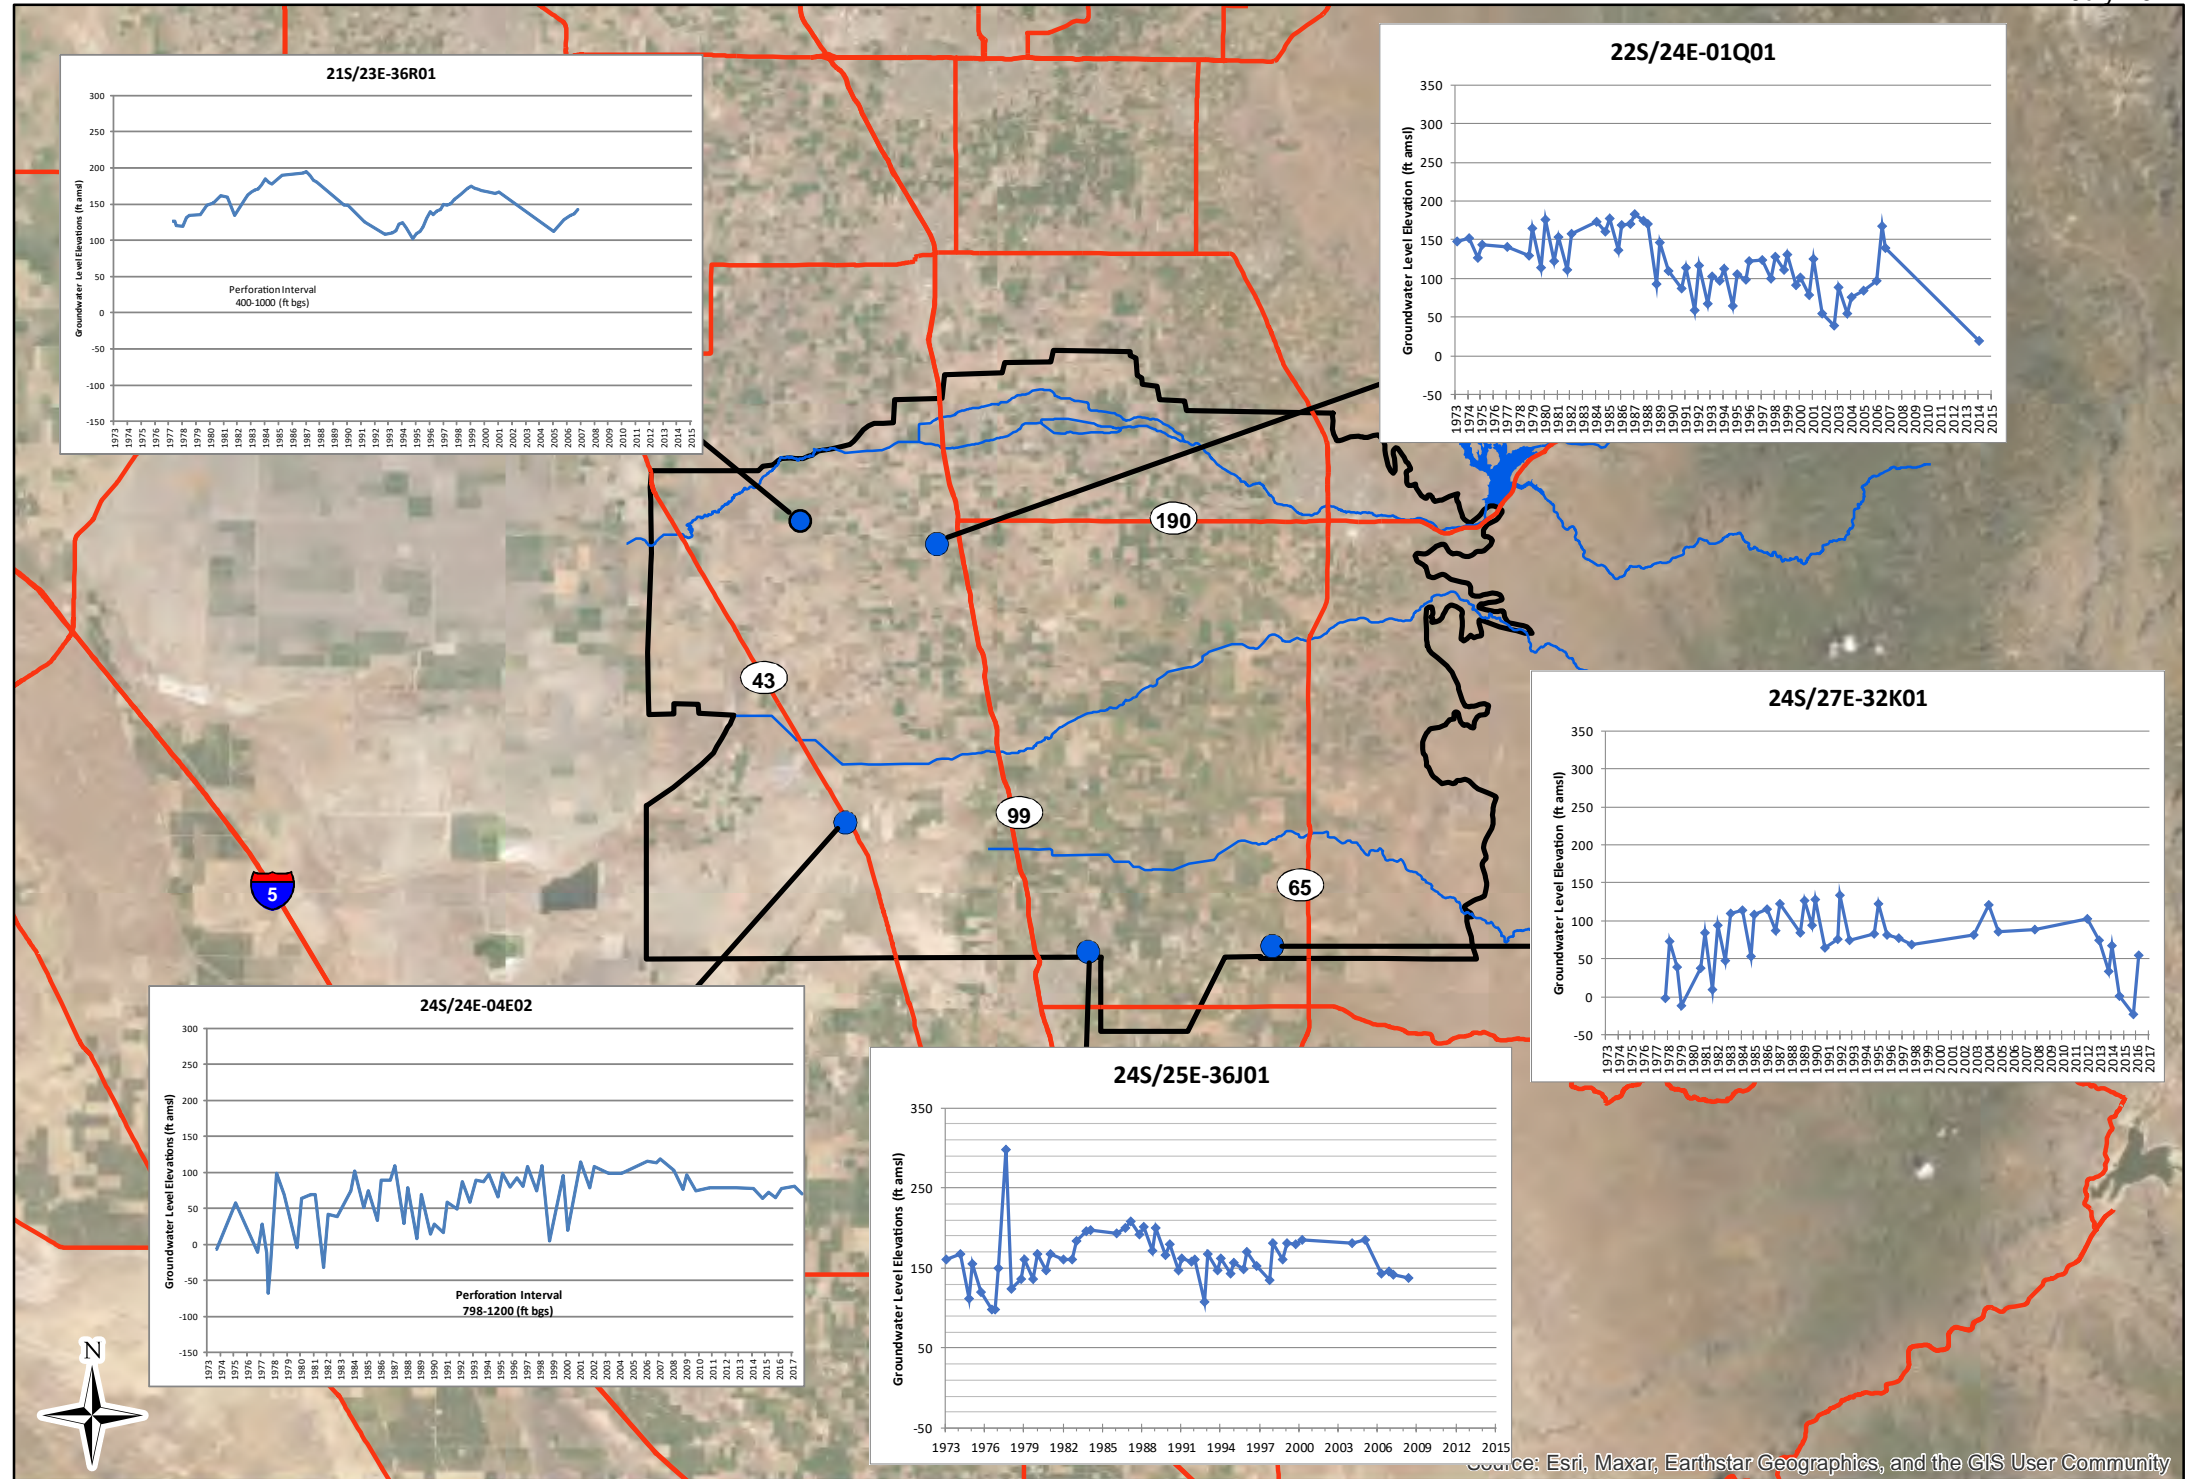 21S/23E-36R01
Groundwater Level Elevations (ft amsl)
300
250
200
150
100
50
0
-50
-100
-150
Perforation Interval
400-1000 (ft bgs)
1973 1974 1975 1976 1977 1978 1979 1980 1981 1982 1983 1984 1985 1986 1987 1988 1989 1990 1991 1992 1993 1994 1995 1996 1997 1998 1999 2000 2001 2002 2003 2004 2005 2006 2007 2008 2009 2010 2011 2012 2013 2014 2015
22S/24E-01Q01
Groundwater Level Elevation (ft amsl)
350
300
250
200
150
100
50
0
-50
1973 1974 1975 1976 1977 1978 1979 1980 1981 1982 1983 1984 1985 1986 1987 1988 1989 1990 1991 1992 1993 1994 1995 1996 1997 1998 1999 2000 2001 2002 2003 2004 2005 2006 2007 2008 2009 2010 2011 2012 2013 2014 2015
190
43
99
65
5
24S/27E-32K01
Groundwater Level Elevation (ft amsl)
350
300
250
200
150
100
50
0
-50
1973 1974 1975 1976 1977 1978 1979 1980 1981 1982 1983 1984 1985 1986 1987 1988 1989 1990 1991 1992 1993 1994 1995 1996 1997 1998 1999 2000 2001 2002 2003 2004 2005 2006 2007 2008 2009 2010 2011 2012 2013 2014 2015 2016 2017
24S/24E-04E02
Groundwater Level Elevations (ft amsl)
300
250
200
150
100
50
0
-50
-100
-150
Perforation Interval
798-1200 (ft bgs)
1973 1974 1975 1976 1977 1978 1979 1980 1981 1982 1983 1984 1985 1986 1987 1988 1989 1990 1991 1992 1993 1994 1995 1996 1997 1998 1999 2000 2001 2002 2003 2004 2005 2006 2007 2008 2009 2010 2011 2012 2013 2014 2015 2016 2017
24S/25E-36J01
Groundwater Level Elevations (ft amsl)
350
250
150
50
-50
1973 1976 1979 1982 1985 1988 1991 1994 1997 2000 2003 2006 2009 2012 2015
N
Source: Esri, Maxar, Earthstar Geographics, and the GIS User Community